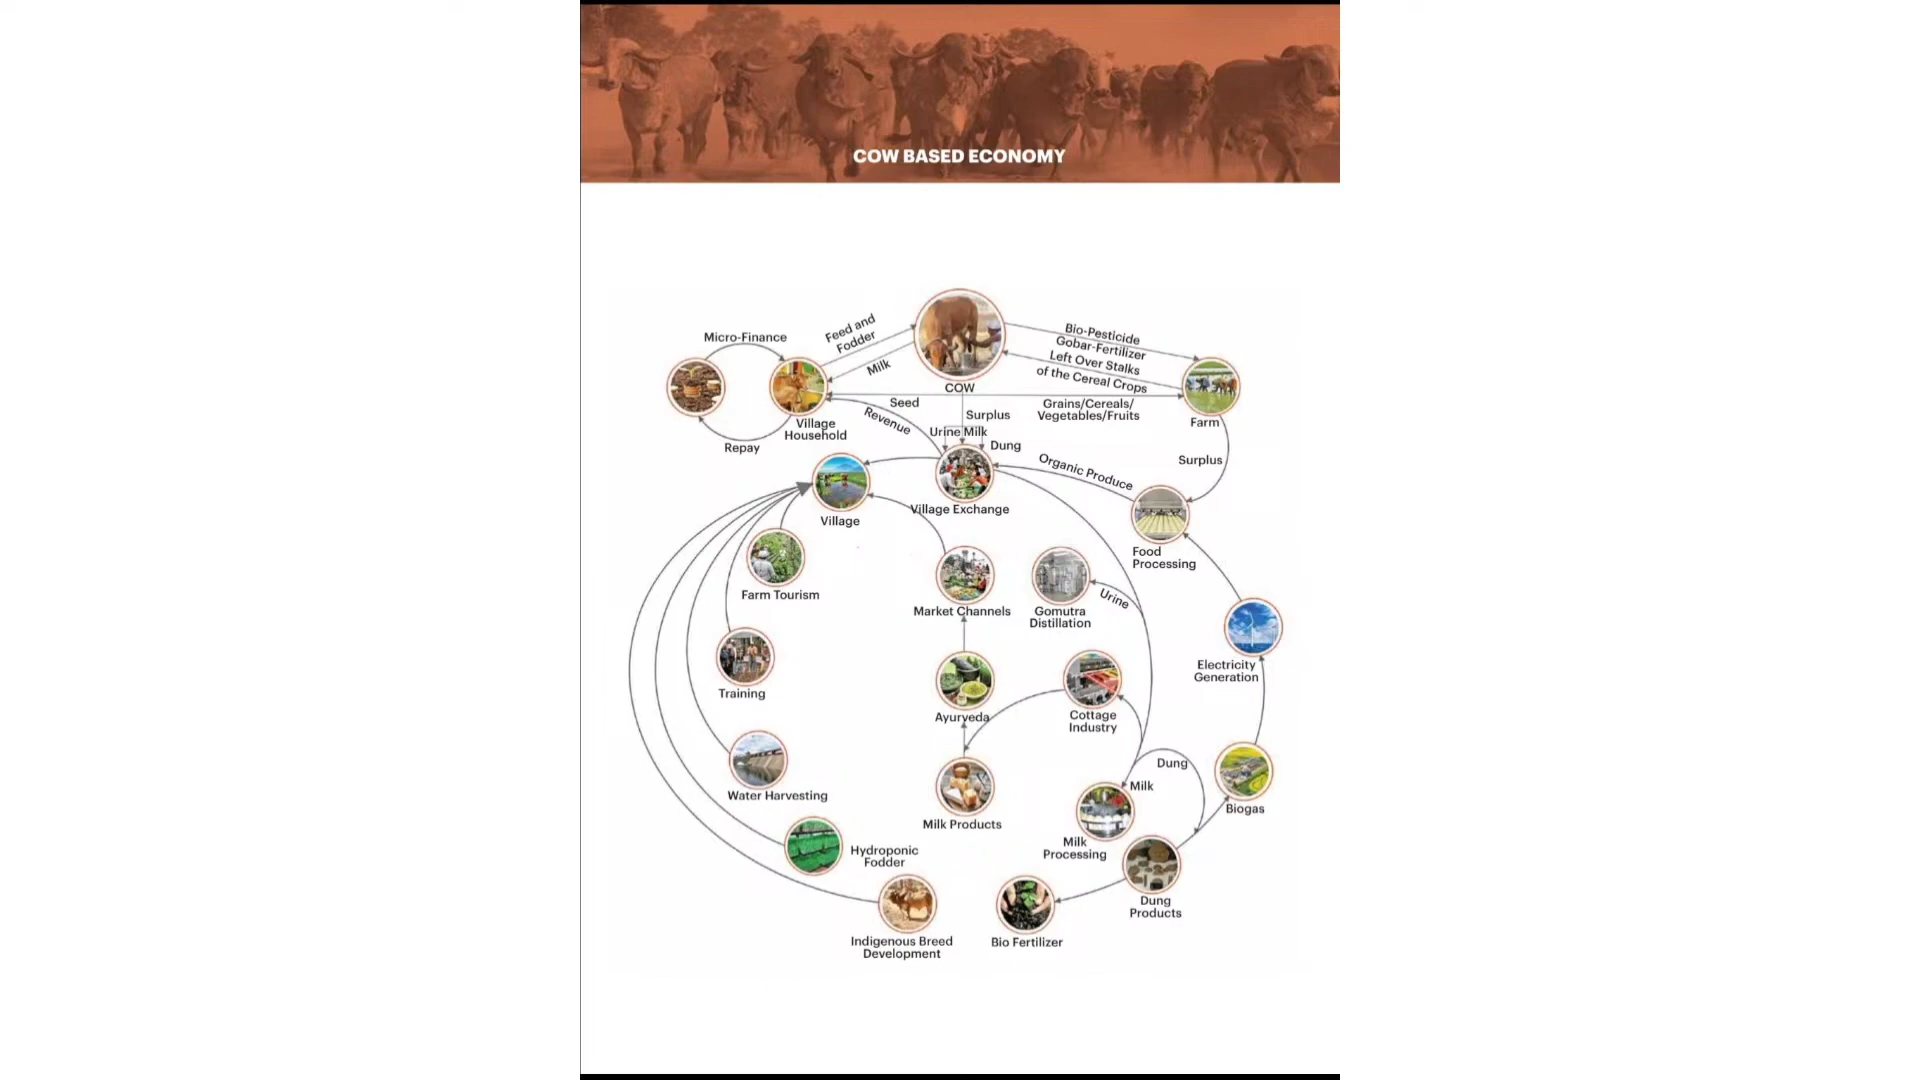 COW BASED ECONOMY
Micro-Finance
Feed and
Fodder
Milk
Bio-Pesticide
Gobar-Fertilizer
Left Over Stalks
of the Cereal Crops
COW
Seed
Revenue
Surplus
Grains/Cereals/
Vegetables/Fruits
Farm
Village
Household
Urine Milk
Dung
Repay
Organic Produce
Surplus
Village
Village Exchange
Food
Processing
Farm Tourism
Market Channels
Gomutra
Distillation
Urine
Electricity
Generation
Training
Ayurveda
Cottage
Industry
Dung
Milk
Water Harvesting
Milk Products
Biogas
Milk
Processing
Hydroponic
Fodder
Dung
Products
Indigenous Breed
Development
Bio Fertilizer